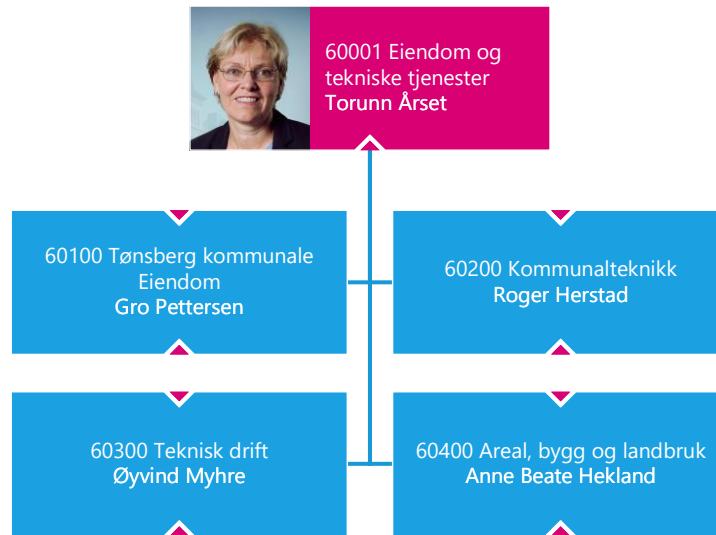 60001 Eiendom og
tekniske tjenester
Torunn Årset
60100 Tønsberg kommunale
Eiendom
Gro Pettersen
60200 Kommunalteknikk
Roger Herstad
60300 Teknisk drift
Øyvind Myhre
60400 Areal, bygg og landbruk
Anne Beate Hekland